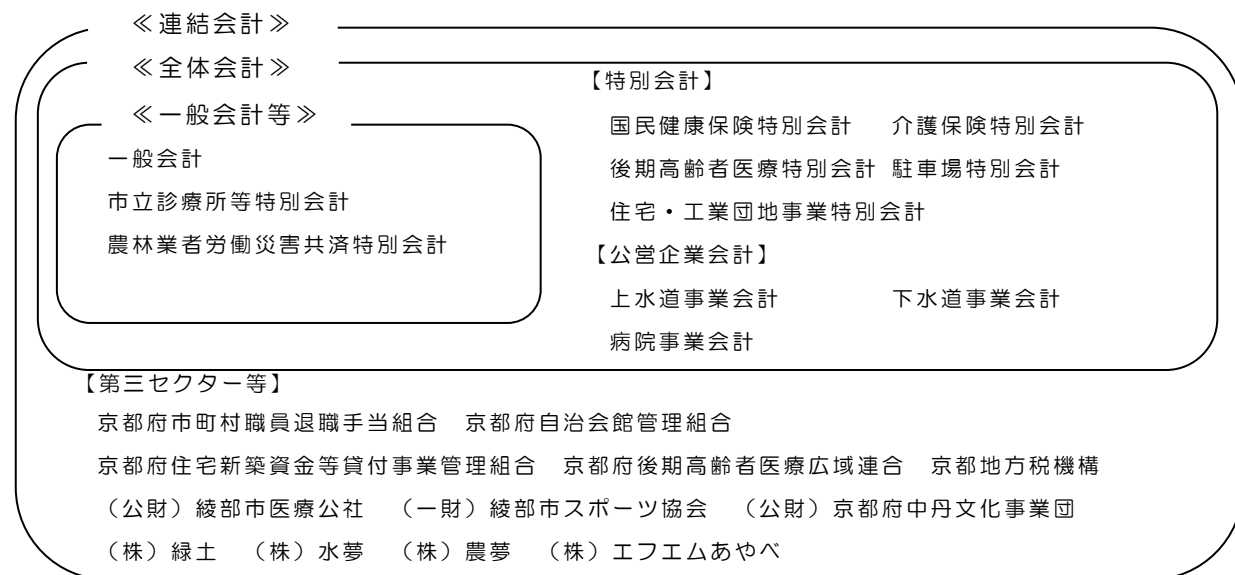 ≪連結会計≫
≪全体会計≫
≪一般会計等≫
一般会計
市立診療所等特別会計
農林業者労働災害共済特別会計
【特別会計】
国民健康保険特別会計 介護保険特別会計
後期高齢者医療特別会計 駐車場特別会計
住宅・工業団地事業特別会計
【公営企業会計】
上水道事業会計 下水道事業会計
病院事業会計
【第三セクター等】
京都府市町村職員退職手当組合 京都府自治会館管理組合
京都府住宅新築資金等貸付事業管理組合 京都府後期高齢者医療広域連合 京都地方税機構
（公財）綾部市医療公社 （一財）綾部市スポーツ協会 （公財）京都府中丹文化事業団
（株）緑土 （株）水夢 （株）農夢 （株）エフエムあやべ